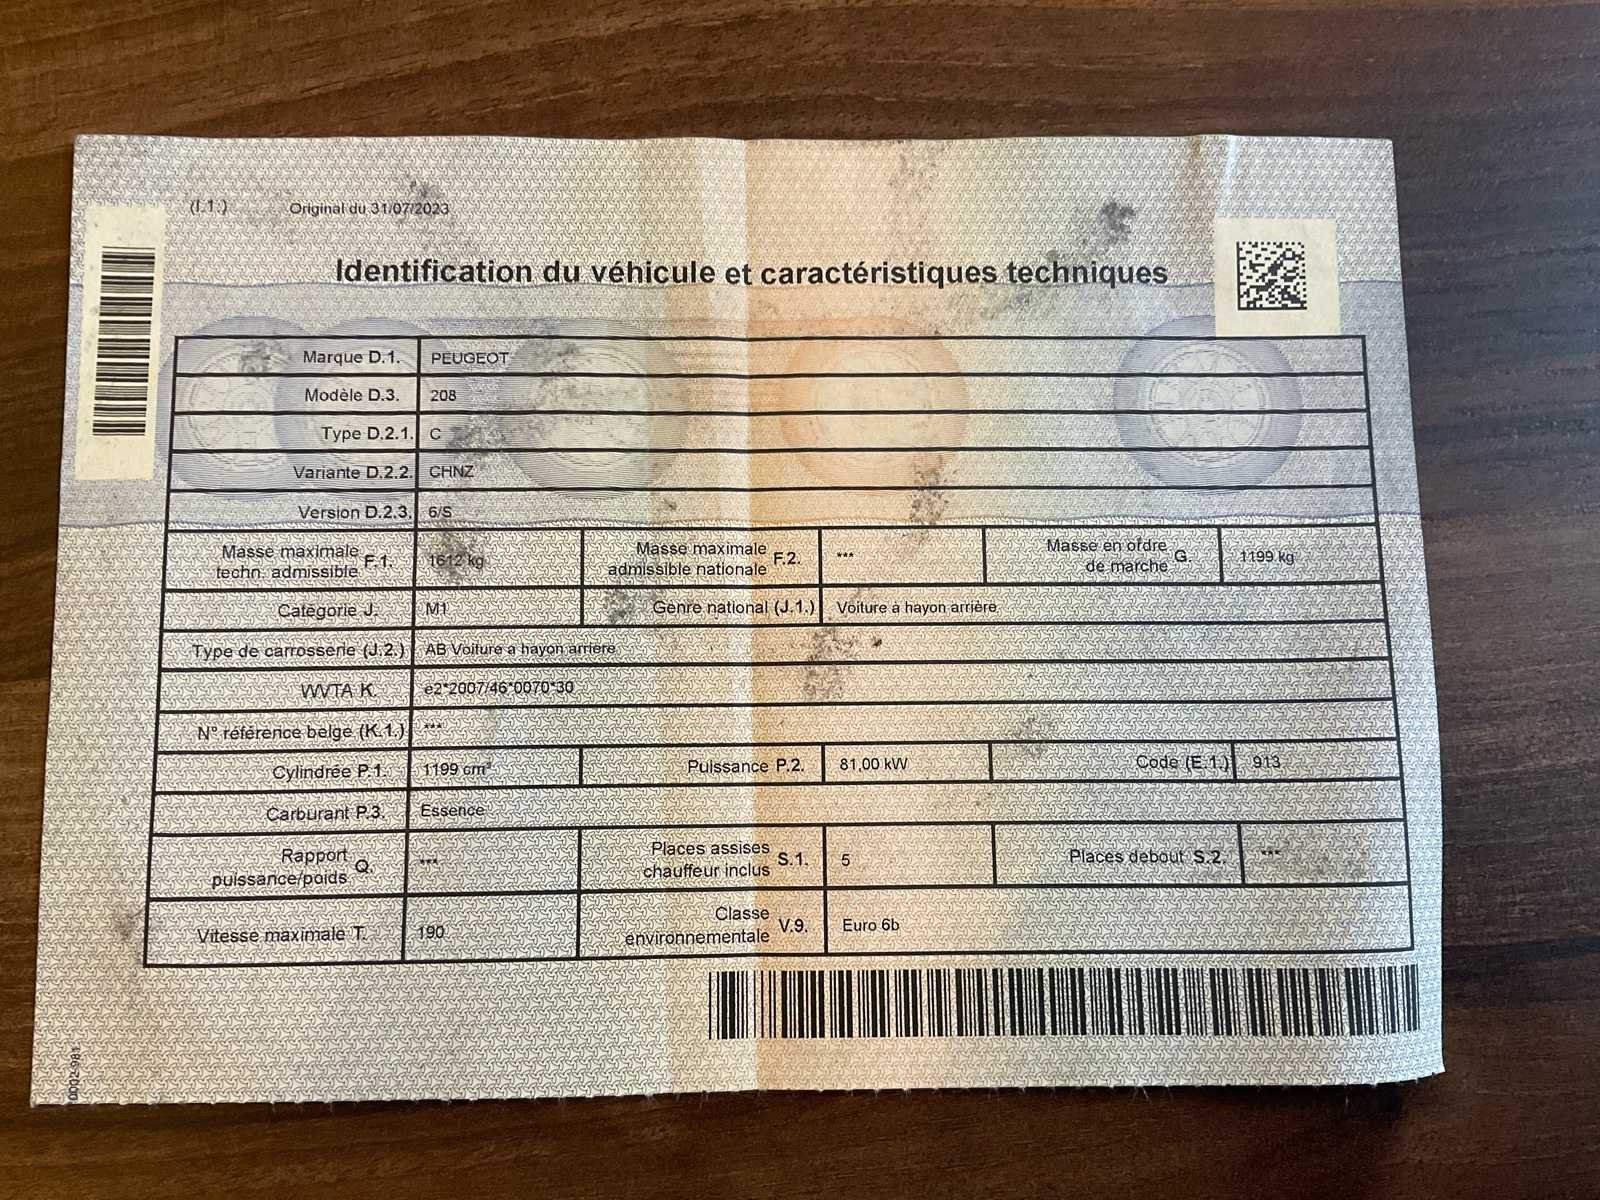 (I.1.) Original du 31/07/2023
Identification du véhicule et caractéristiques techniques
Marque D.1. PEUGEOT
Modèle D.3. 208
Type D.2.1. C
Variante D.2.2. CHNZ
Version D.2.3. 6/S
Masse maximale techn. admissible F.1. 1612 kg Masse maximale admissible nationale F.2. *** Masse en ordre de marche G. 1199 kg
Catégorie J. M1 Genre national (J.1.) Voiture à hayon arrière
Type de carrosserie (J.2.) AB Voiture à hayon arrière
WVTA K. e2*2007/46*0070*30
N° référence belge (K.1.) ***
Cylindrée P.1. 1199 cm³ Puissance P.2. 81,00 kW Code (E.1.) 913
Carburant P.3. Essence
Rapport puissance/poids Q. *** Places assises chauffeur inclus S.1. 5 Places debout S.2. ***
Vitesse maximale T. 190 Classe environnementale V.9. Euro 6b